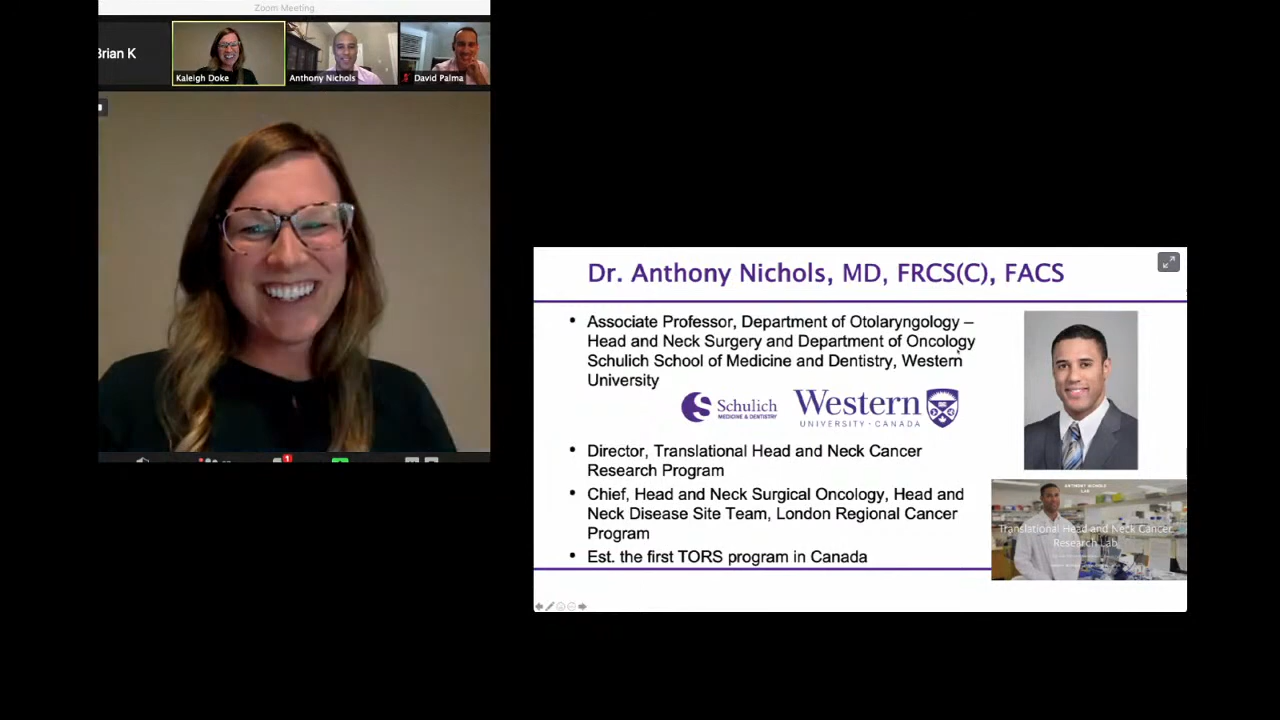 Zoom Meeting
Brian K
Kaleigh Doke
Anthony Nichols
David Palma
1
Dr. Anthony Nichols, MD, FRCS(C), FACS
• Associate Professor, Department of Otolaryngology –
Head and Neck Surgery and Department of Oncology
Schulich School of Medicine and Dentistry, Western
University
Schulich
MEDICINE & DENTISTRY
Western
UNIVERSITY · CANADA
• Director, Translational Head and Neck Cancer
Research Program
• Chief, Head and Neck Surgical Oncology, Head and
Neck Disease Site Team, London Regional Cancer
Program
• Est. the first TORS program in Canada
ANTHONY NICHOLS
LAB
Translational Head and Neck Cancer
Research Lab